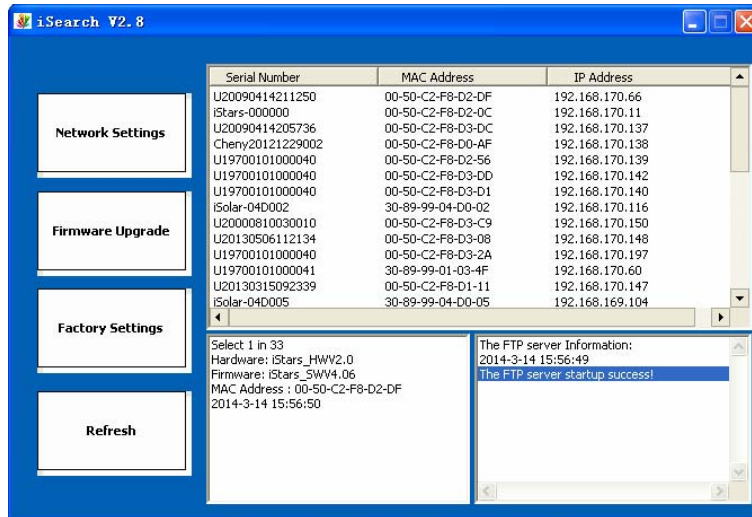 iSearch V2.8
Network Settings
Firmware Upgrade
Factory Settings
Refresh
Serial Number MAC Address IP Address
U20090414211250 00-50-C2-F8-D2-DF 192.168.170.66
iStars-000000 00-50-C2-F8-D2-0C 192.168.170.11
U20090414205736 00-50-C2-F8-D3-DC 192.168.170.137
Cheny20121229002 00-50-C2-F8-D0-AF 192.168.170.138
U19700101000040 00-50-C2-F8-D2-56 192.168.170.139
U19700101000040 00-50-C2-F8-D3-DD 192.168.170.142
U19700101000040 00-50-C2-F8-D3-D1 192.168.170.140
iSolar-04D002 30-89-99-04-D0-02 192.168.170.116
U20000810030010 00-50-C2-F8-D3-C9 192.168.170.150
U20130506112134 00-50-C2-F8-D3-08 192.168.170.148
U19700101000040 00-50-C2-F8-D3-2A 192.168.170.197
U19700101000041 30-89-99-01-03-4F 192.168.170.60
U20130315092339 00-50-C2-F8-D1-11 192.168.170.147
iSolar-04D005 30-89-99-04-D0-05 192.168.169.104
Select 1 in 33
Hardware: iStars_HWV2.0
Firmware: iStars_SWV4.06
MAC Address : 00-50-C2-F8-D2-DF
2014-3-14 15:56:50
The FTP server Information:
2014-3-14 15:56:49
The FTP server startup success!